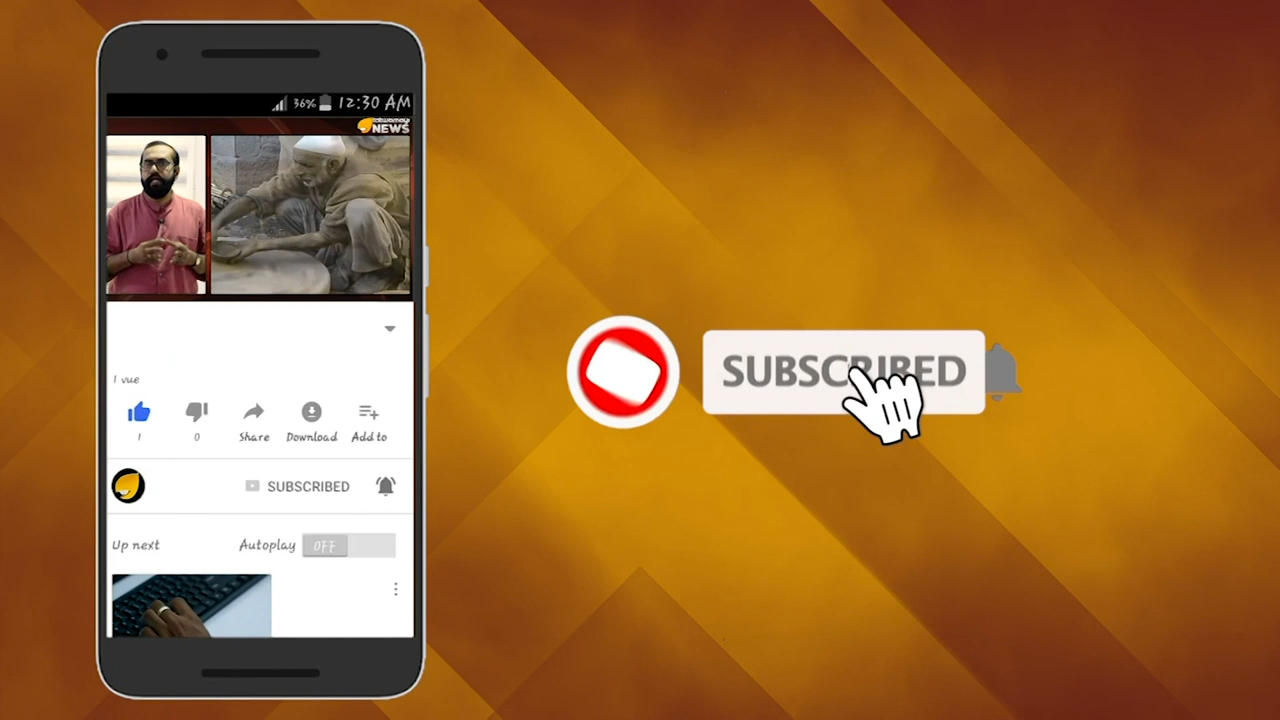 36% 12:30 AM
NEWS
1 vue
1
0
Share
Download
Add to
SUBSCRIBED
Up next
Autoplay
OFF
SUBSCRIBED